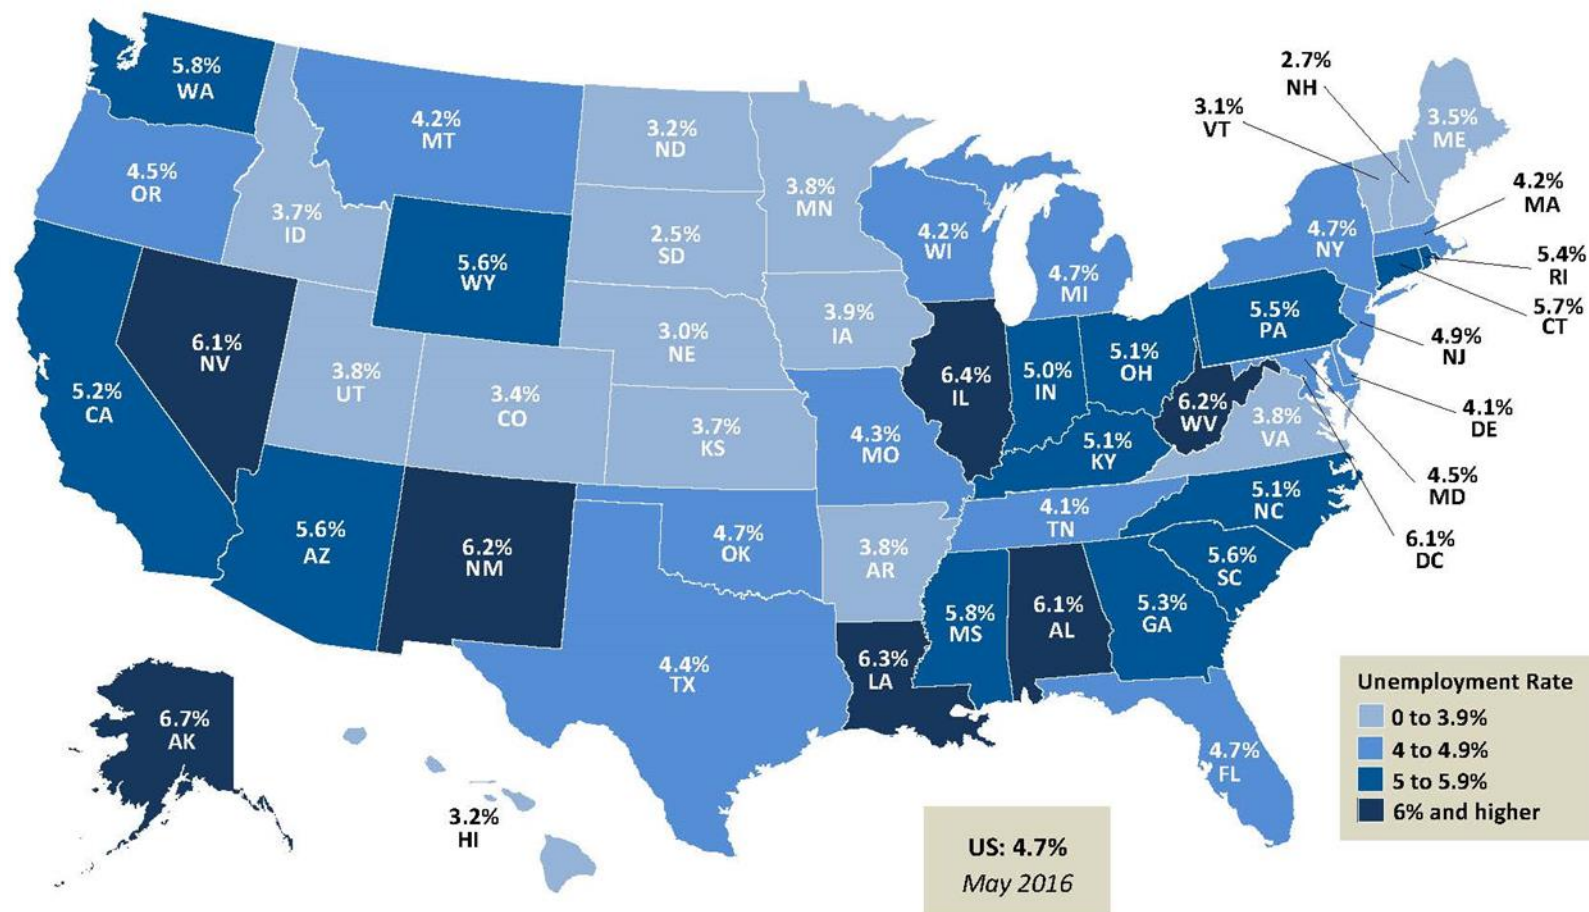 5.8%
WA
4.5%
OR
5.2%
CA
6.1%
NV
3.7%
ID
4.2%
MT
5.6%
WY
3.8%
UT
3.4%
CO
5.6%
AZ
6.2%
NM
3.2%
ND
2.5%
SD
3.0%
NE
3.7%
KS
4.7%
OK
4.4%
TX
3.8%
MN
3.9%
IA
4.3%
MO
3.8%
AR
6.3%
LA
4.2%
WI
6.4%
IL
4.7%
MI
5.0%
IN
5.1%
OH
5.1%
KY
4.1%
TN
5.8%
MS
6.1%
AL
5.3%
GA
4.7%
FL
5.6%
SC
5.1%
NC
3.8%
VA
6.2%
WV
5.5%
PA
4.7%
NY
3.1%
VT
2.7%
NH
3.5%
ME
4.2%
MA
5.4%
RI
5.7%
CT
4.9%
NJ
4.1%
DE
4.5%
MD
6.1%
DC
6.7%
AK
3.2%
HI
US: 4.7%
May 2016
Unemployment Rate
0 to 3.9%
4 to 4.9%
5 to 5.9%
6% and higher